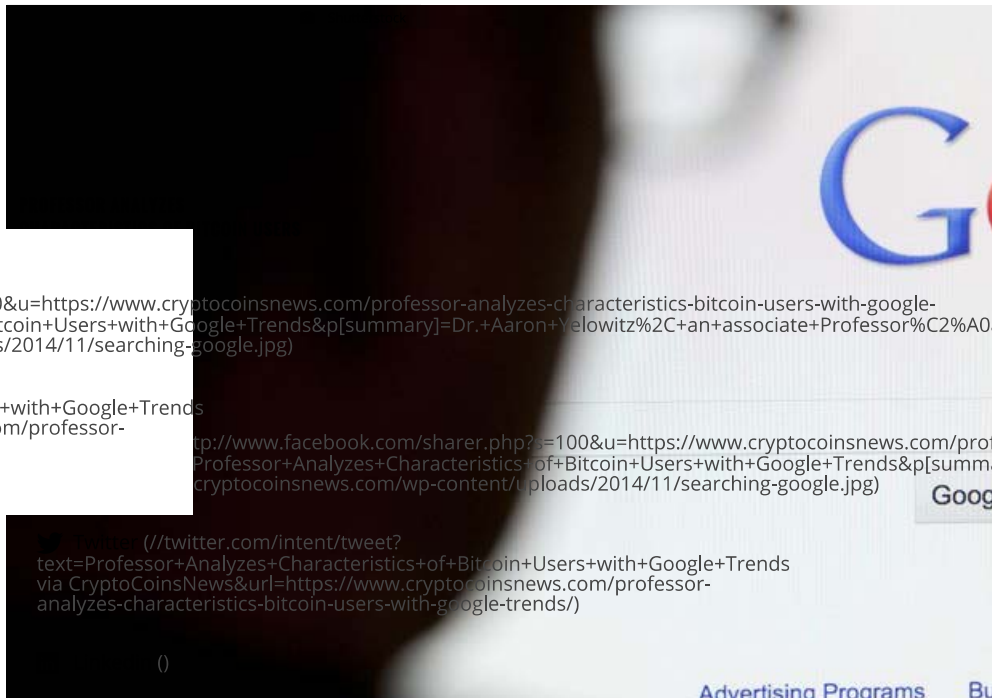 G
0&u=https://www.cryptocoinsnews.com/professor-analyzes-characteristics-bitcoin-users-with-google-
tcoin+Users+with+Google+Trends&p[summary]=Dr.+Aaron+Yelowitz%2C+an+associate+Professor%C2%A0
s/2014/11/searching-google.jpg)
+with+Google+Trends
om/professor-
tp://www.facebook.com/sharer.php?s=100&u=https://www.cryptocoinsnews.com/prof
Professor+Analyzes+Characteristics+of+Bitcoin+Users+with+Google+Trends&p[summa
cryptocoinsnews.com/wp-content/uploads/2014/11/searching-google.jpg)
Goog
Twitter (//twitter.com/intent/tweet?
text=Professor+Analyzes+Characteristics+of+Bitcoin+Users+with+Google+Trends
via CryptoCoinsNews&url=https://www.cryptocoinsnews.com/professor-
analyzes-characteristics-bitcoin-users-with-google-trends/)
()
Advertising Programs Bu